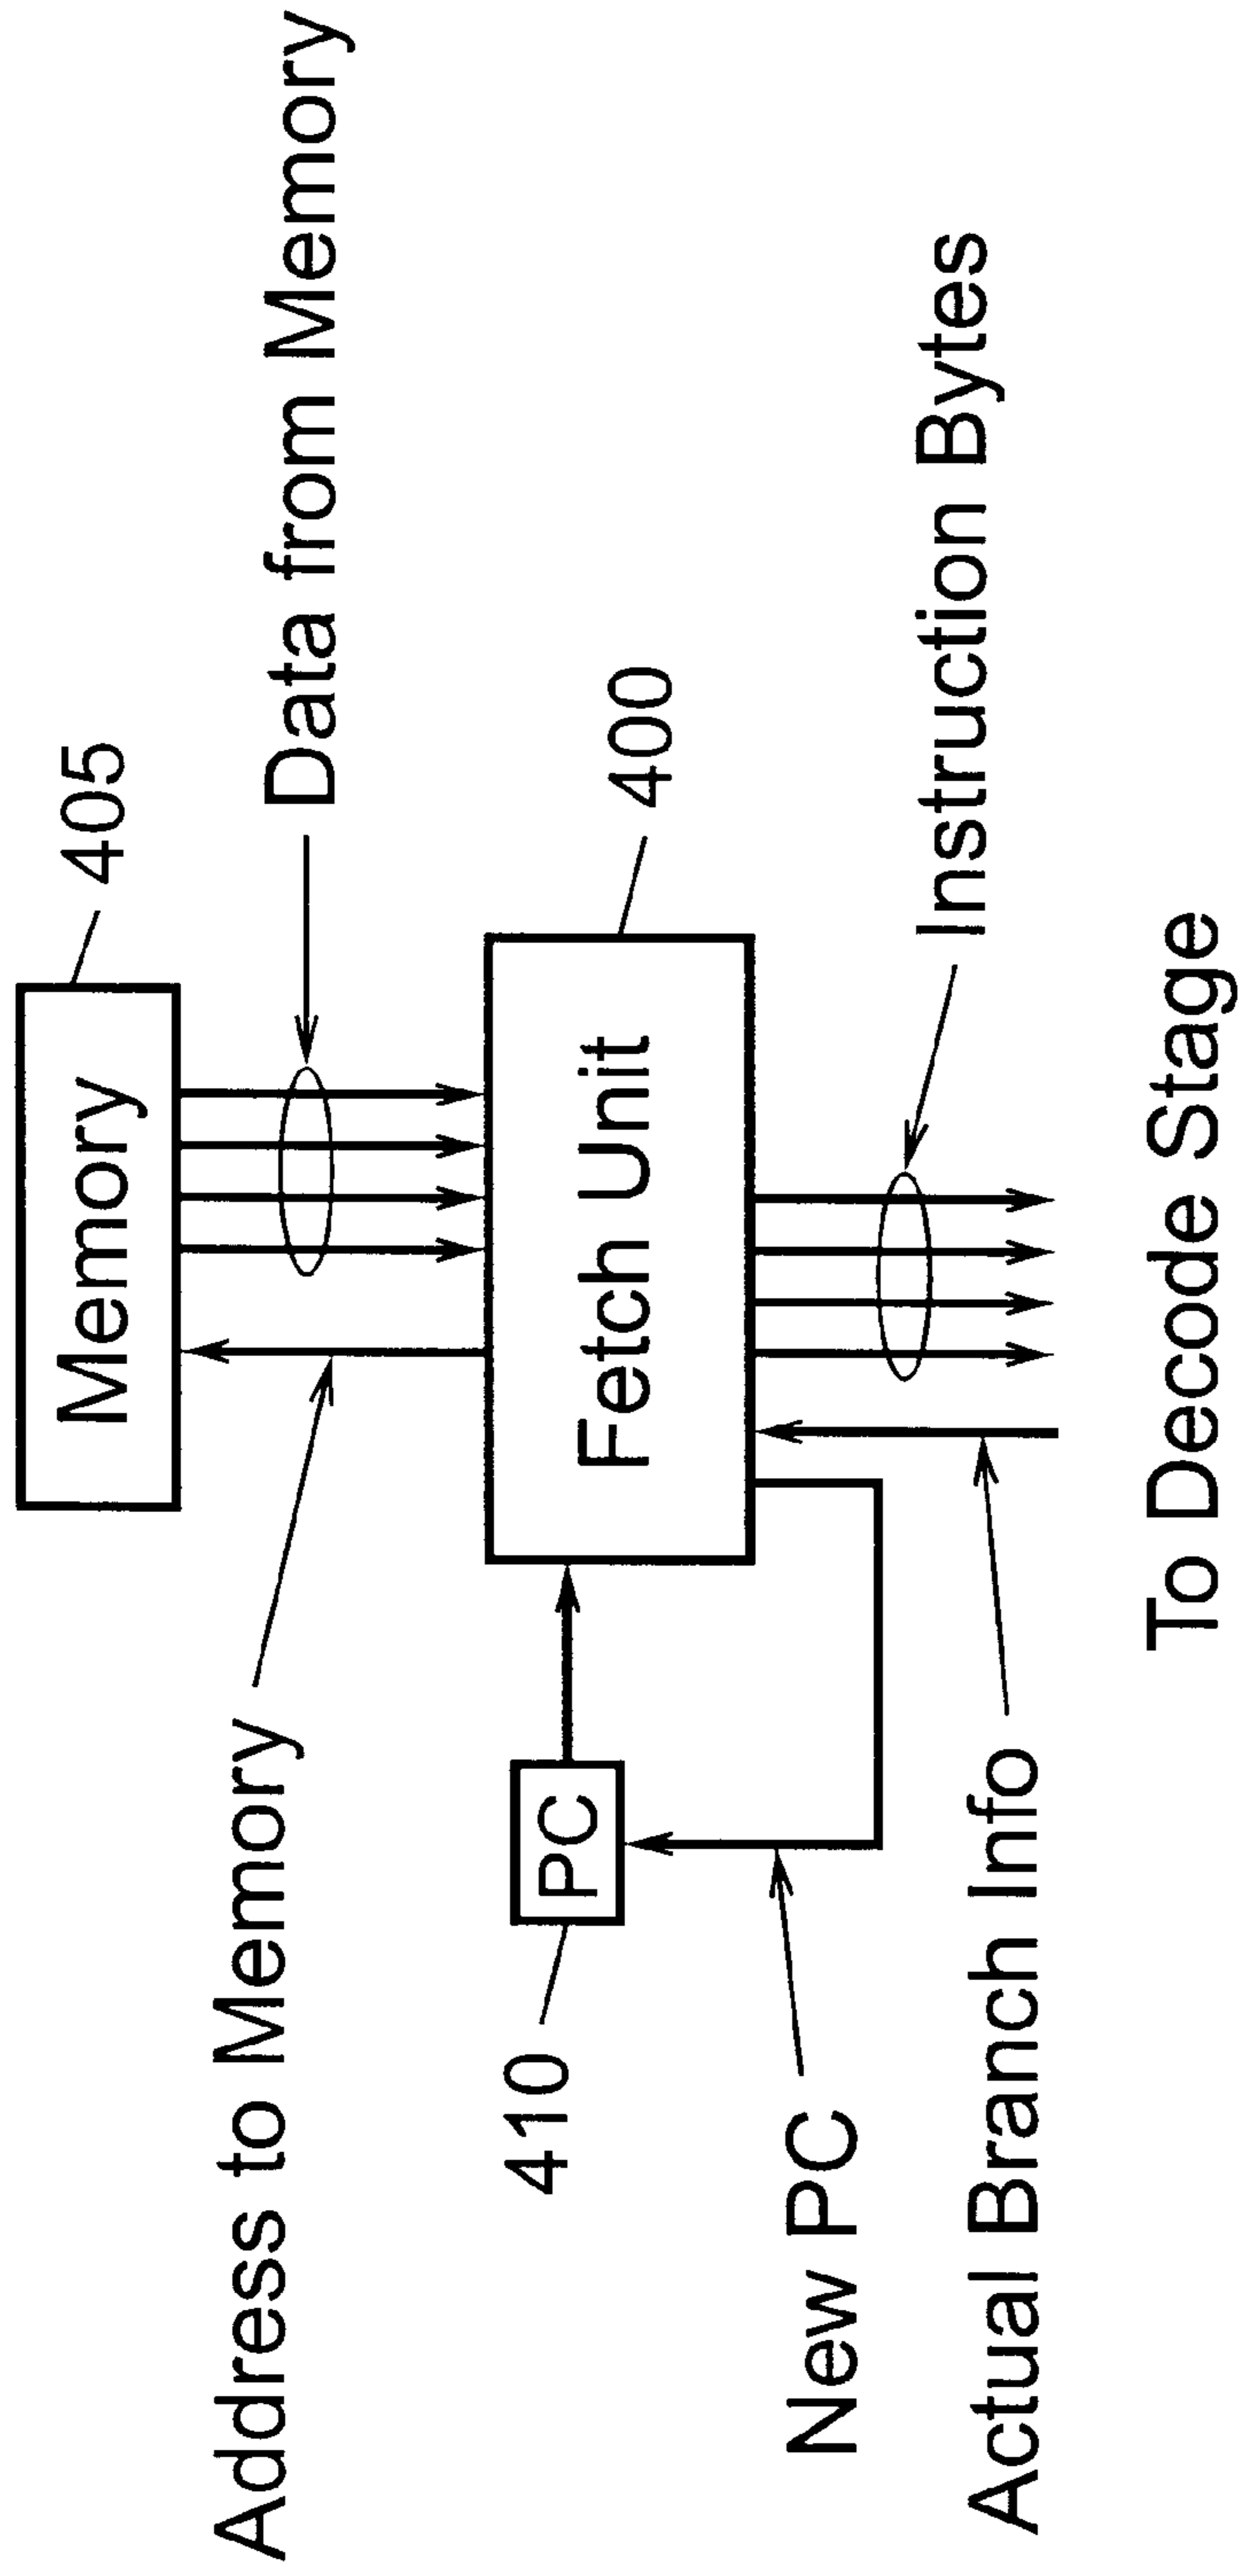 405
Memory
Data from Memory
Address to Memory
400
Fetch Unit
410
PC
New PC
Instruction Bytes
Actual Branch Info
To Decode Stage